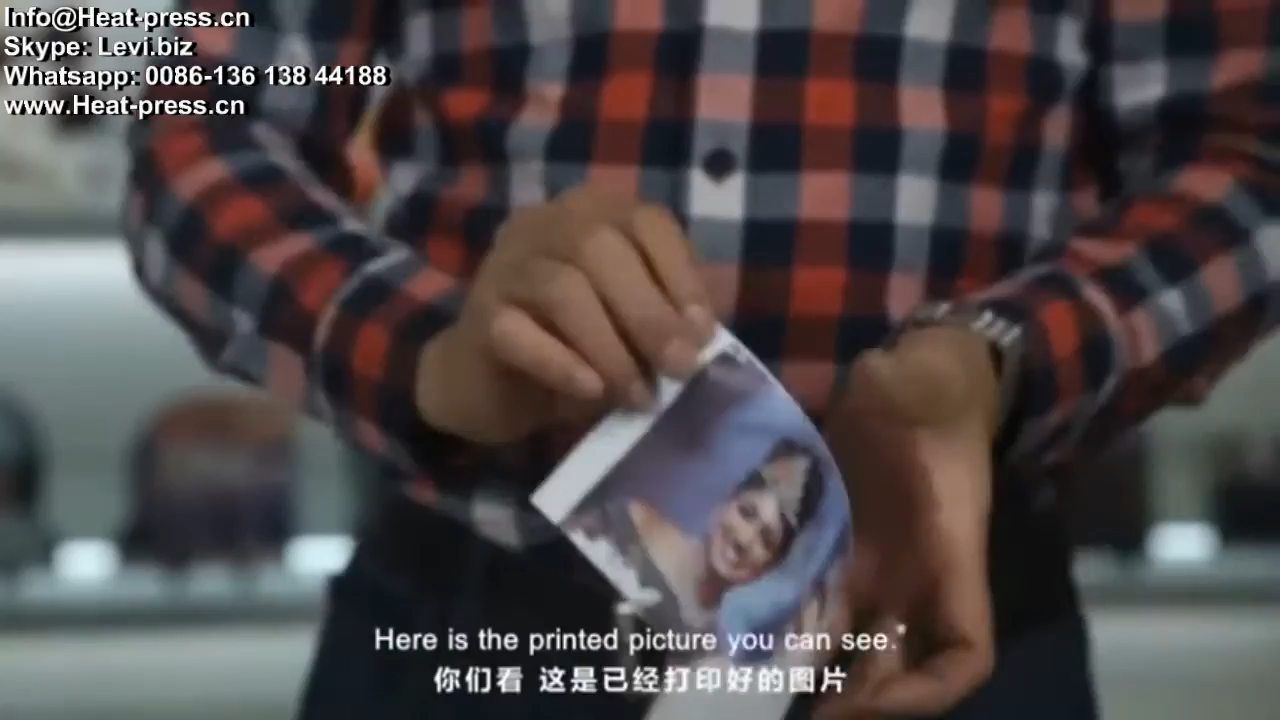 Info@Heat-press.cn
Skype: Levi.biz
Whatsapp: 0086-136 138 44188
www.Heat-press.cn
Here is the printed picture you can see.
你们看 这是已经打印好的图片